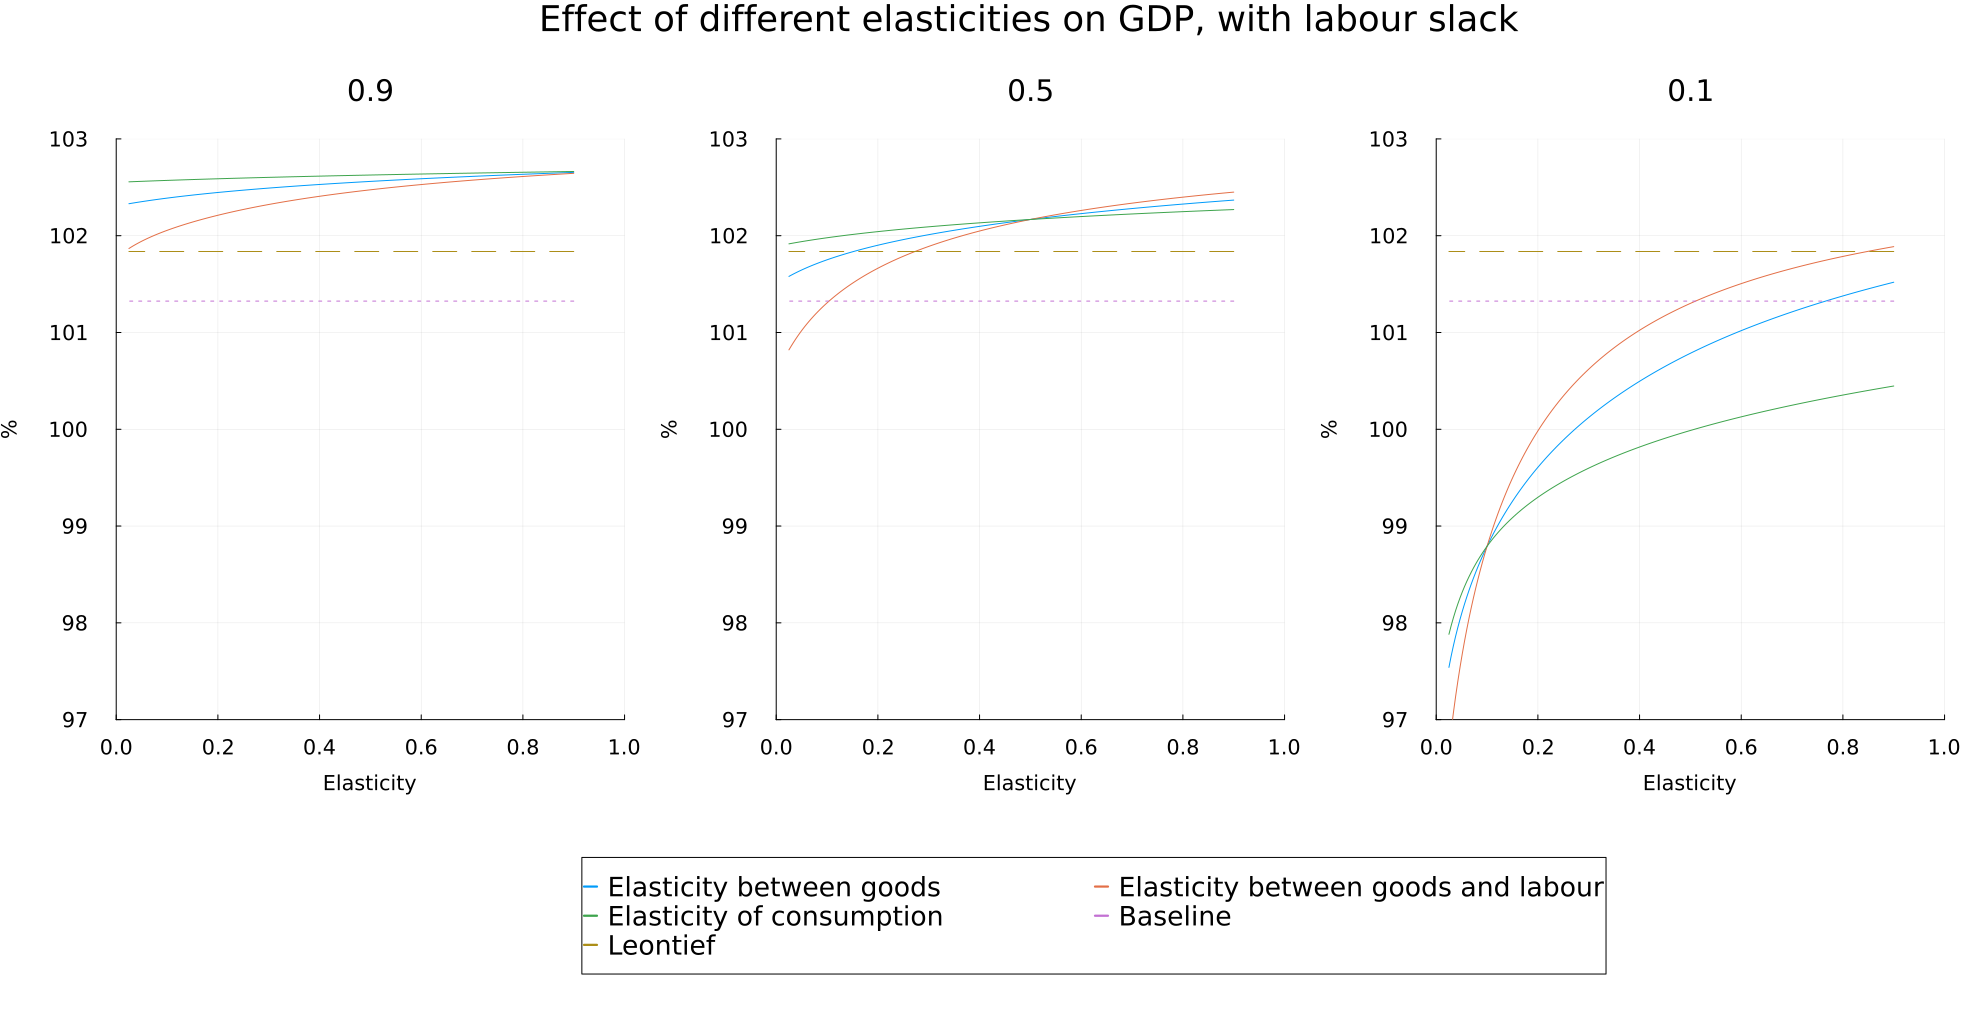 Effect of different elasticities on GDP, with labour slack
0.9
103
102
101
100
99
98
97
%
0.0 0.2 0.4 0.6 0.8 1.0
Elasticity
0.5
103
102
101
100
99
98
97
%
0.0 0.2 0.4 0.6 0.8 1.0
Elasticity
0.1
103
102
101
100
99
98
97
%
0.0 0.2 0.4 0.6 0.8 1.0
Elasticity
Elasticity between goods
Elasticity between goods and labour
Elasticity of consumption
Baseline
Leontief